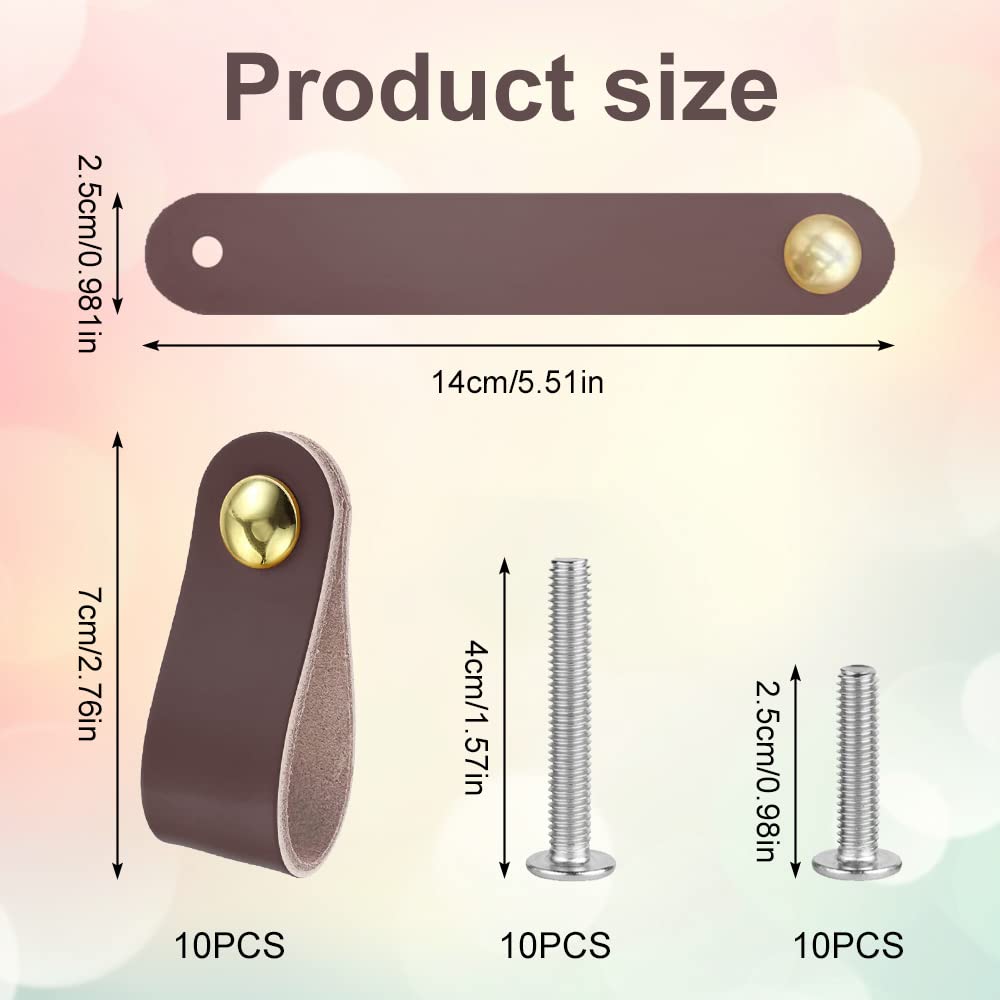 Product size
2.5cm/0.981in
14cm/5.51in
7cm/2.76in
4cm/1.57in
2.5cm/0.98in
10PCS
10PCS
10PCS